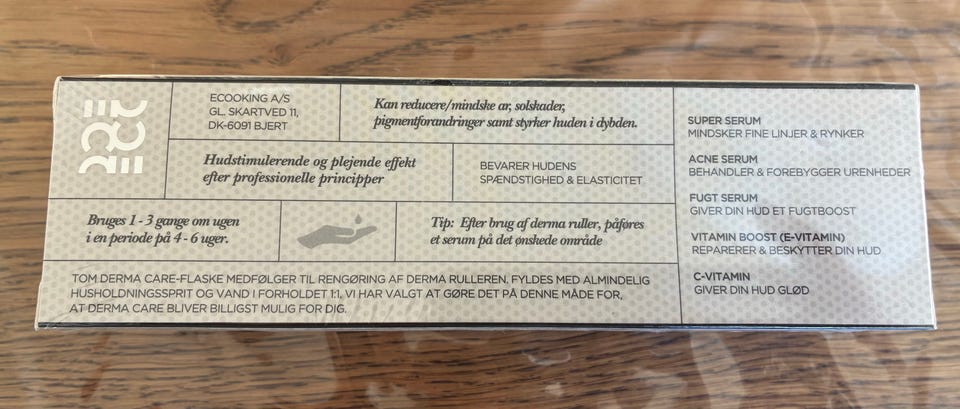 ECOOKING A/S
GL. SKARTVED 11,
DK-6091 BJERT
Kan reducere/mindske ar, solskader,
pigmentforandringer samt styrker huden i dybden.
Hudstimulerende og plejende effekt
efter professionelle principper
BEVARER HUDENS
SPÆNDSTIGHED & ELASTICITET
Bruges 1 - 3 gange om ugen
i en periode på 4 - 6 uger.
Tip: Efter brug af derma ruller, påføres
et serum på det ønskede område
TOM DERMA CARE-FLASKE MEDFØLGER TIL RENGØRING AF DERMA RULLEREN, FYLDES MED ALMINDELIG
HUSHOLDNINGSSPRIT OG VAND I FORHOLDET 1:1, VI HAR VALGT AT GØRE DET PÅ DENNE MÅDE FOR,
AT DERMA CARE BLIVER BILLIGST MULIG FOR DIG.
SUPER SERUM
MINDSKER FINE LINJER & RYNKER
ACNE SERUM
BEHANDLER & FOREBYGGER URENHEDER
FUGT SERUM
GIVER DIN HUD ET FUGTBOOST
VITAMIN BOOST (E-VITAMIN)
REPARERER & BESKYTTER DIN HUD
C-VITAMIN
GIVER DIN HUD GLØD